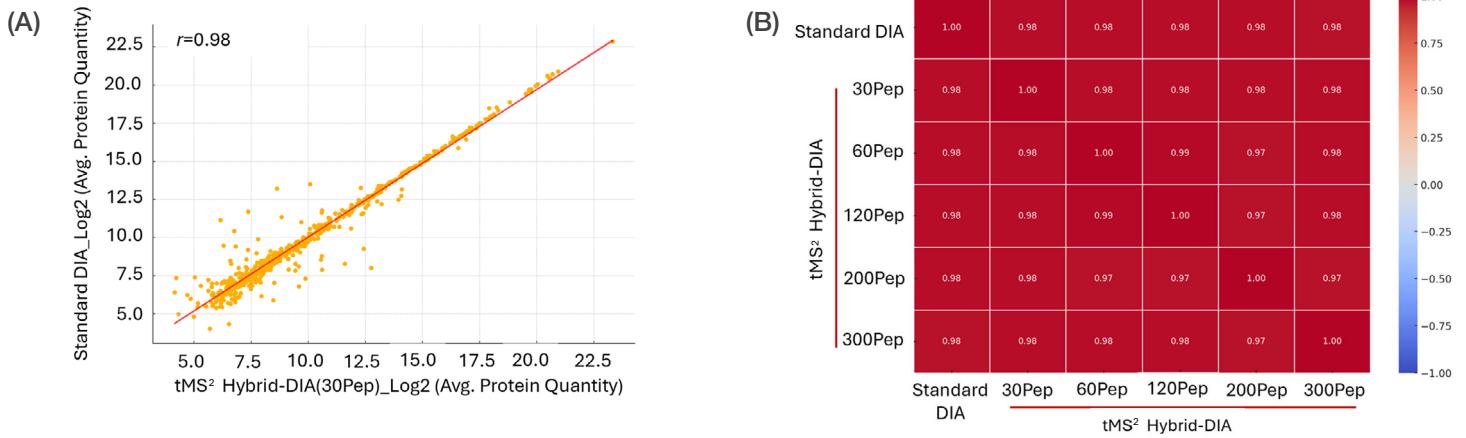 (A)
r=0.98
Standard DIA_Log2 (Avg. Protein Quantity)
22.5
20.0
17.5
15.0
12.5
10.0
7.5
5.0
5.0 7.5 10.0 12.5 15.0 17.5 20.0 22.5
tMS² Hybrid-DIA(30Pep)_Log2 (Avg. Protein Quantity)
(B)
Standard DIA 1.00 0.98 0.98 0.98 0.98 0.98
30Pep 0.98 1.00 0.98 0.98 0.98 0.98
60Pep 0.98 0.98 1.00 0.99 0.97 0.98
120Pep 0.98 0.98 0.99 1.00 0.97 0.98
200Pep 0.98 0.98 0.97 0.97 1.00 0.97
300Pep 0.98 0.98 0.98 0.98 0.97 1.00
tMS² Hybrid-DIA
Standard DIA 30Pep 60Pep 120Pep 200Pep 300Pep
tMS² Hybrid-DIA
0.75
0.50
0.25
0.00
−0.25
−0.50
−0.75
−1.00